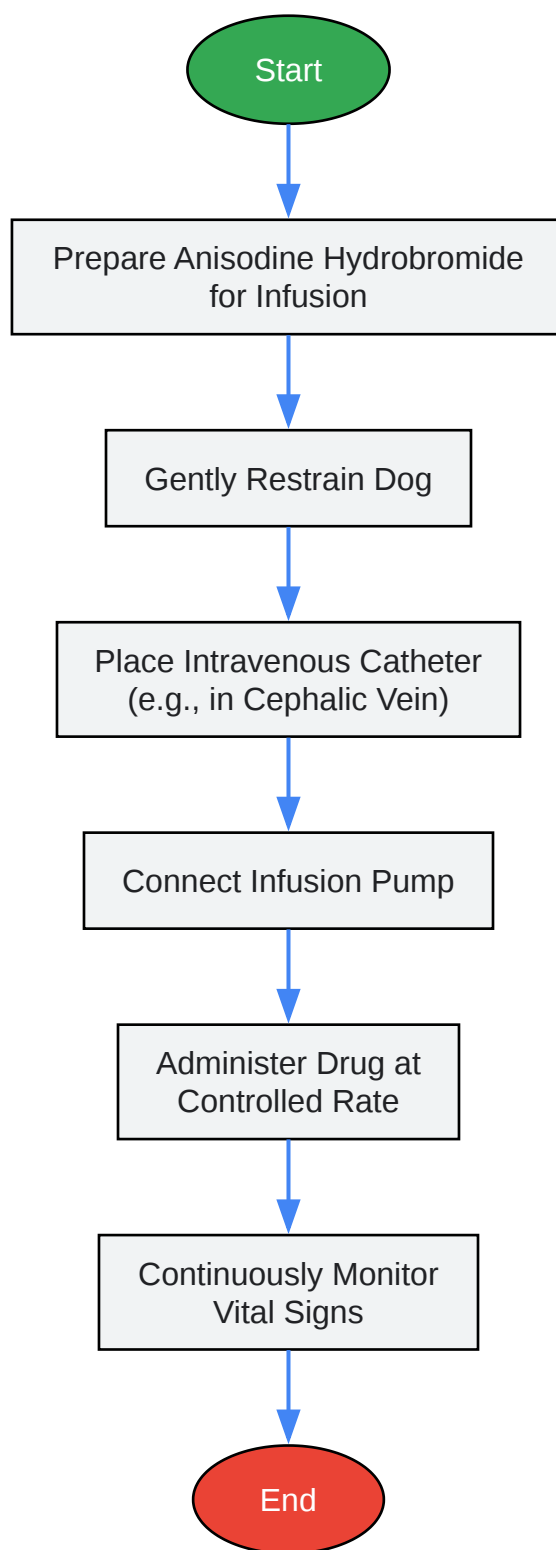 Start
Prepare Anisodine Hydrobromide
for Infusion
Gently Restrain Dog
Place Intravenous Catheter
(e.g., in Cephalic Vein)
Connect Infusion Pump
Administer Drug at
Controlled Rate
Continuously Monitor
Vital Signs
End